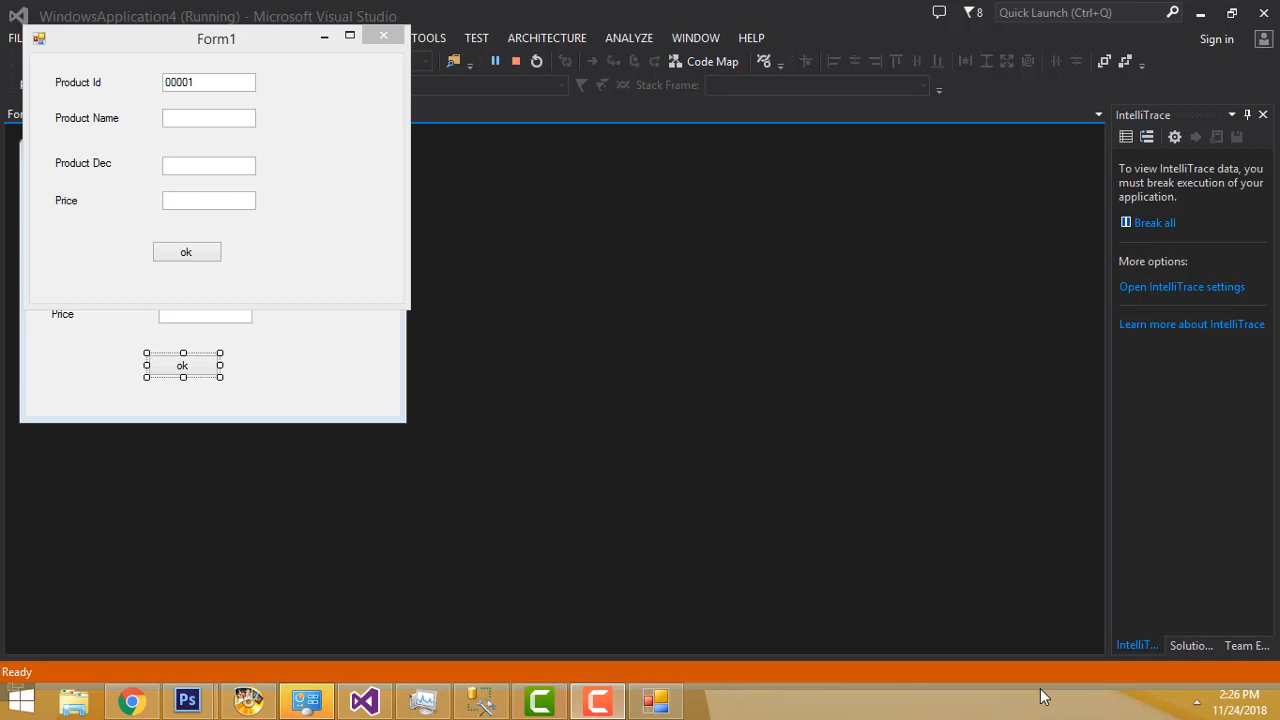 WindowsApplication4 (Running) - Microsoft Visual Studio
8
Quick Launch (Ctrl+Q)
Form1
TOOLS TEST ARCHITECTURE ANALYZE WINDOW HELP
Sign in
Code Map
Stack Frame:
Product Id 00001
Product Name
Product Dec
Price
ok
Price
ok
IntelliTrace
To view IntelliTrace data, you
must break execution of your
application.
Break all
More options:
Open IntelliTrace settings
Learn more about IntelliTrace
IntelliT... Solutio... Team E...
Ready
Ps
2:26 PM
11/24/2018